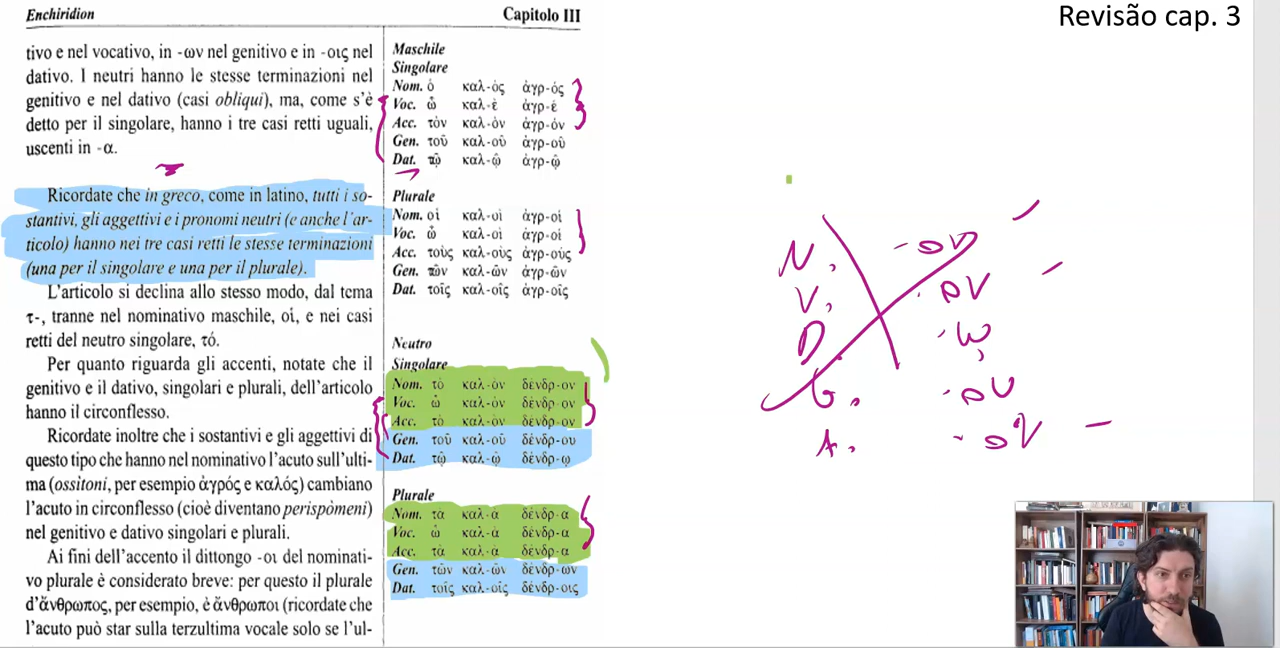 Enchiridion
Capitolo III
Revisão cap. 3
tivo e nel vocativo, in -ων nel genitivo e in -οις nel
dativo. I neutri hanno le stesse terminazioni nel
genitivo e nel dativo (casi obliqui), ma, come s'è
detto per il singolare, hanno i tre casi retti uguali,
uscenti in -α.
Ricordate che in greco, come in latino, tutti i so-
stantivi, gli aggettivi e i pronomi neutri (e anche l'ar-
ticolo) hanno nei tre casi retti le stesse terminazioni
(una per il singolare e una per il plurale).
L'articolo si declina allo stesso modo, dal tema
τ-, tranne nel nominativo maschile, οἱ, e nei casi
retti del neutro singolare, τό.
Per quanto riguarda gli accenti, notate che il
genitivo e il dativo, singolari e plurali, dell'articolo
hanno il circonflesso.
Ricordate inoltre che i sostantivi e gli aggettivi di
questo tipo che hanno nel nominativo l'acuto sull'ulti-
ma (ossitoni, per esempio ἀγρός e καλός) cambiano
l'acuto in circonflesso (cioè diventano perispòmeni)
nel genitivo e dativo singolari e plurali.
Ai fini dell'accento il dittongo -οι del nominati-
vo plurale è considerato breve: per questo il plurale
d'ἄνθρωπος, per esempio, è ἄνθρωποι (ricordate che
l'acuto può star sulla terzultima vocale solo se l'ul-
Maschile
Singolare
Nom. ὁ καλ-ὸς ἀγρ-ός
Voc. ὦ καλ-ὲ ἀγρ-έ
Acc. τὸν καλ-ὸν ἀγρ-όν
Gen. τοῦ καλ-οῦ ἀγρ-οῦ
Dat. τῷ καλ-ῷ ἀγρ-ῷ
Plurale
Nom. οἱ καλ-οὶ ἀγρ-οί
Voc. ὦ καλ-οὶ ἀγρ-οί
Acc. τοὺς καλ-οὺς ἀγρ-ούς
Gen. τῶν καλ-ῶν ἀγρ-ῶν
Dat. τοῖς καλ-οῖς ἀγρ-οῖς
Neutro
Singolare
Nom. τὸ καλ-ὸν δένδρ-ον
Voc. ὦ καλ-ὸν δένδρ-ον
Acc. τὸ καλ-ὸν δένδρ-ον
Gen. τοῦ καλ-οῦ δένδρ-ου
Dat. τῷ καλ-ῷ δένδρ-ῳ
Plurale
Nom. τὰ καλ-ὰ δένδρ-α
Voc. ὦ καλ-ὰ δένδρ-α
Acc. τὰ καλ-ὰ δένδρ-α
Gen. τῶν καλ-ῶν δένδρ-ων
Dat. τοῖς καλ-οῖς δένδρ-οις
N. -ον
V. -ον
D -ῳ
G. -ου
A. -ον